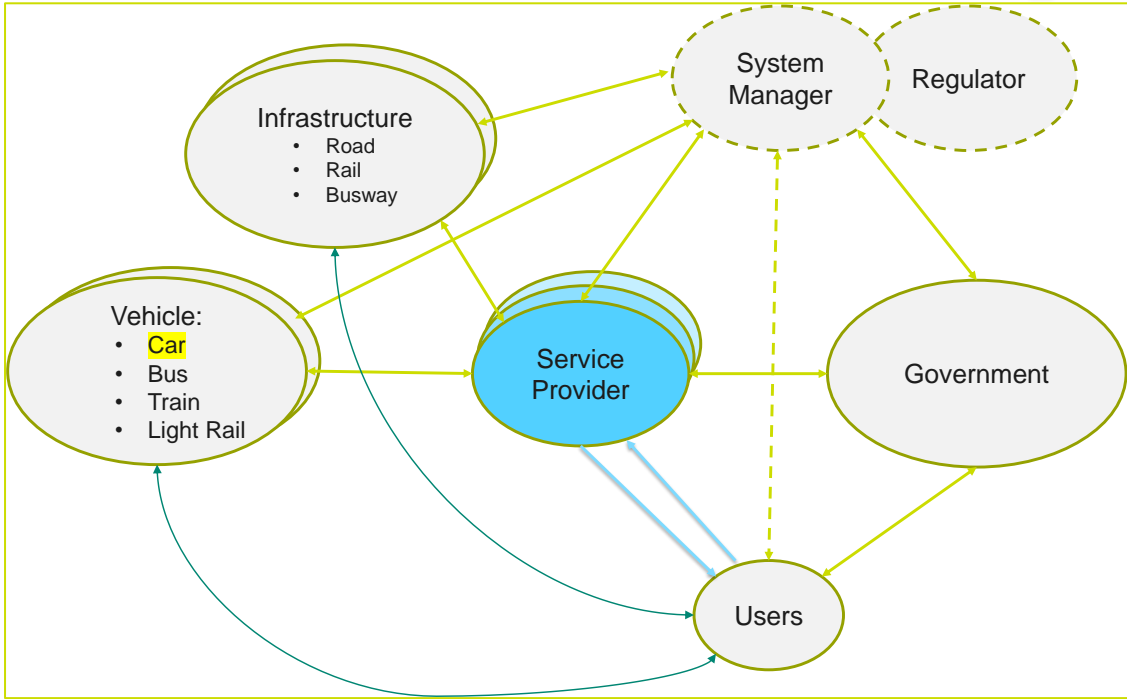 System
Manager
Regulator
Infrastructure
• Road
• Rail
• Busway
Vehicle:
• Car
• Bus
• Train
• Light Rail
Service
Provider
Government
Users